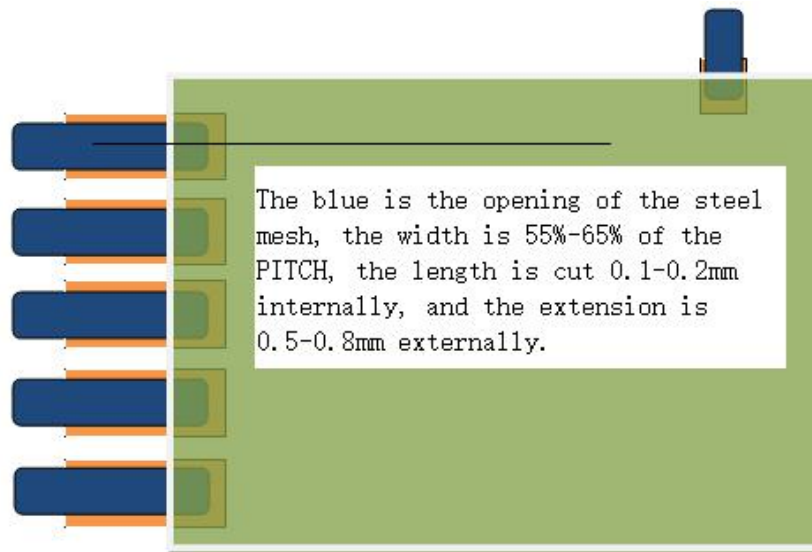 The blue is the opening of the steel
mesh, the width is 55%-65% of the
PITCH, the length is cut 0.1-0.2mm
internally, and the extension is
0.5-0.8mm externally.